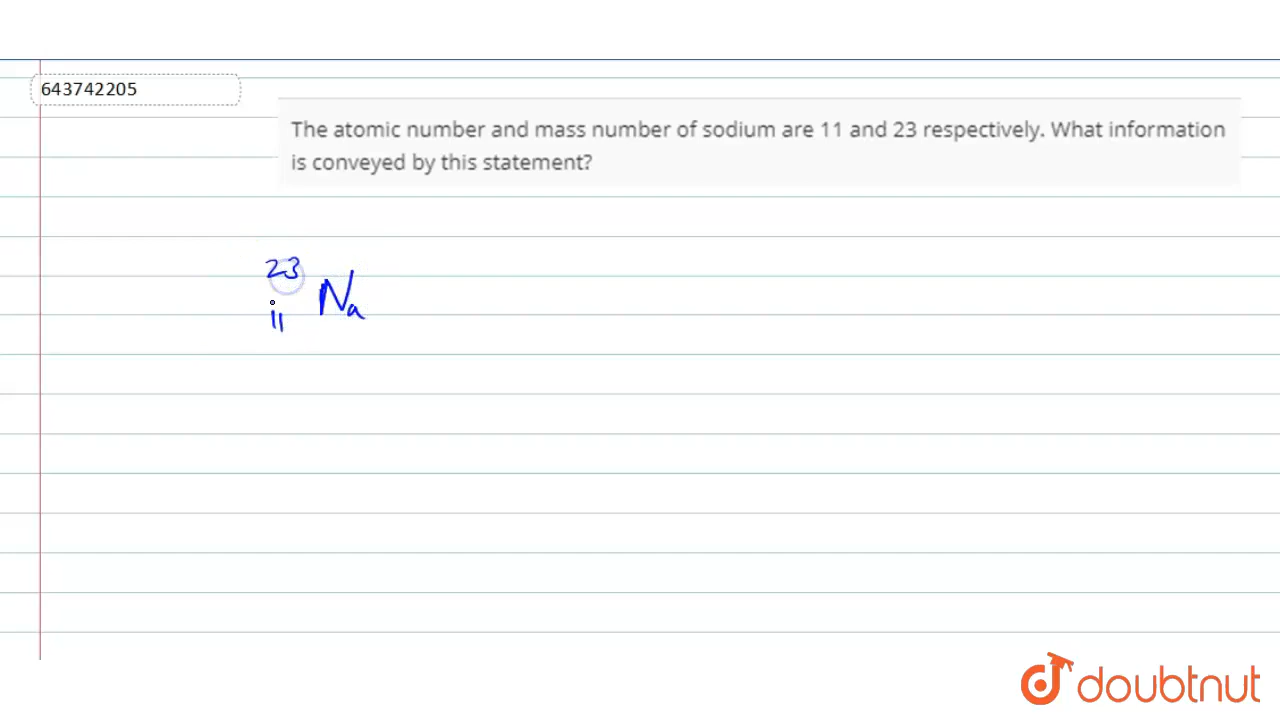 643742205
The atomic number and mass number of sodium are 11 and 23 respectively. What information
is conveyed by this statement?
23
11 Na
doubtnut